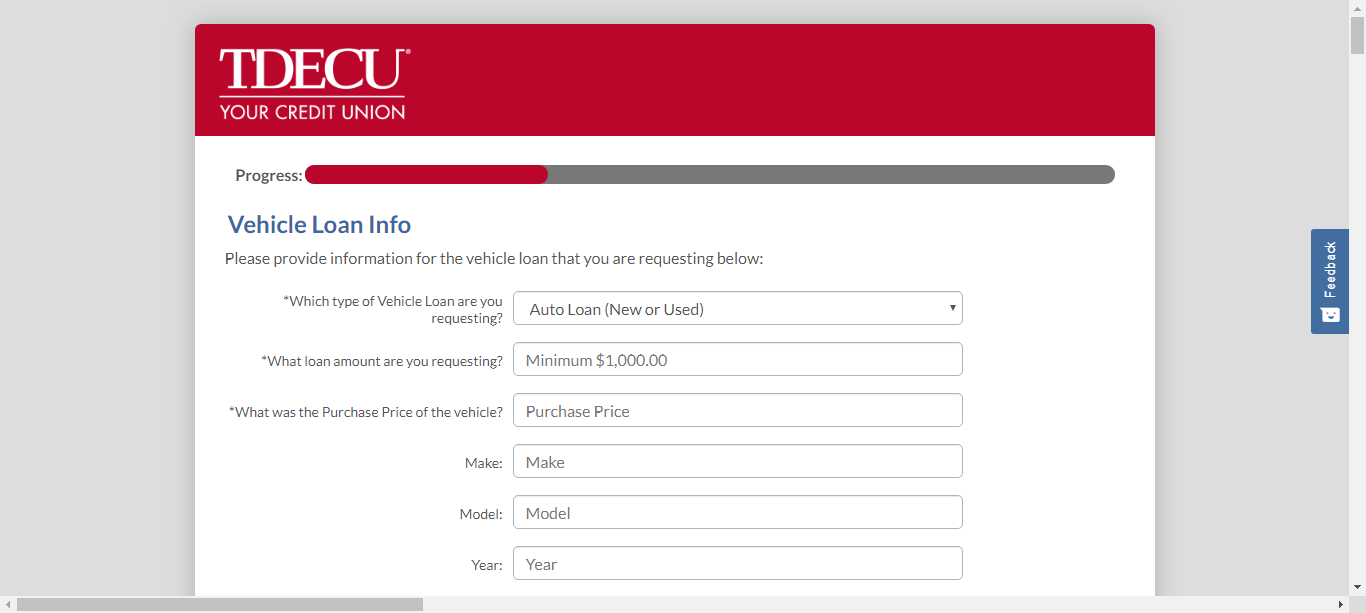 TDECU®
YOUR CREDIT UNION
Progress:
Vehicle Loan Info
Please provide information for the vehicle loan that you are requesting below:
*Which type of Vehicle Loan are you
requesting?
Auto Loan (New or Used)
*What loan amount are you requesting?
Minimum $1,000.00
*What was the Purchase Price of the vehicle?
Purchase Price
Make:
Make
Model:
Model
Year:
Year
Feedback